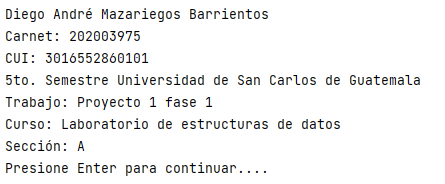 Diego André Mazariegos Barrientos
Carnet: 202003975
CUI: 3016552860101
5to. Semestre Universidad de San Carlos de Guatemala
Trabajo: Proyecto 1 fase 1
Curso: Laboratorio de estructuras de datos
Sección: A
Presione Enter para continuar....